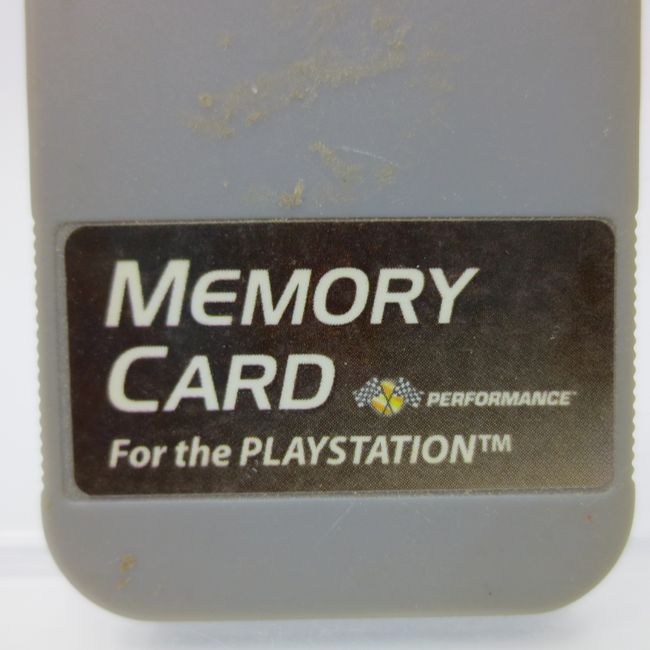 MEMORY
CARD
PERFORMANCE™
For the PLAYSTATION™